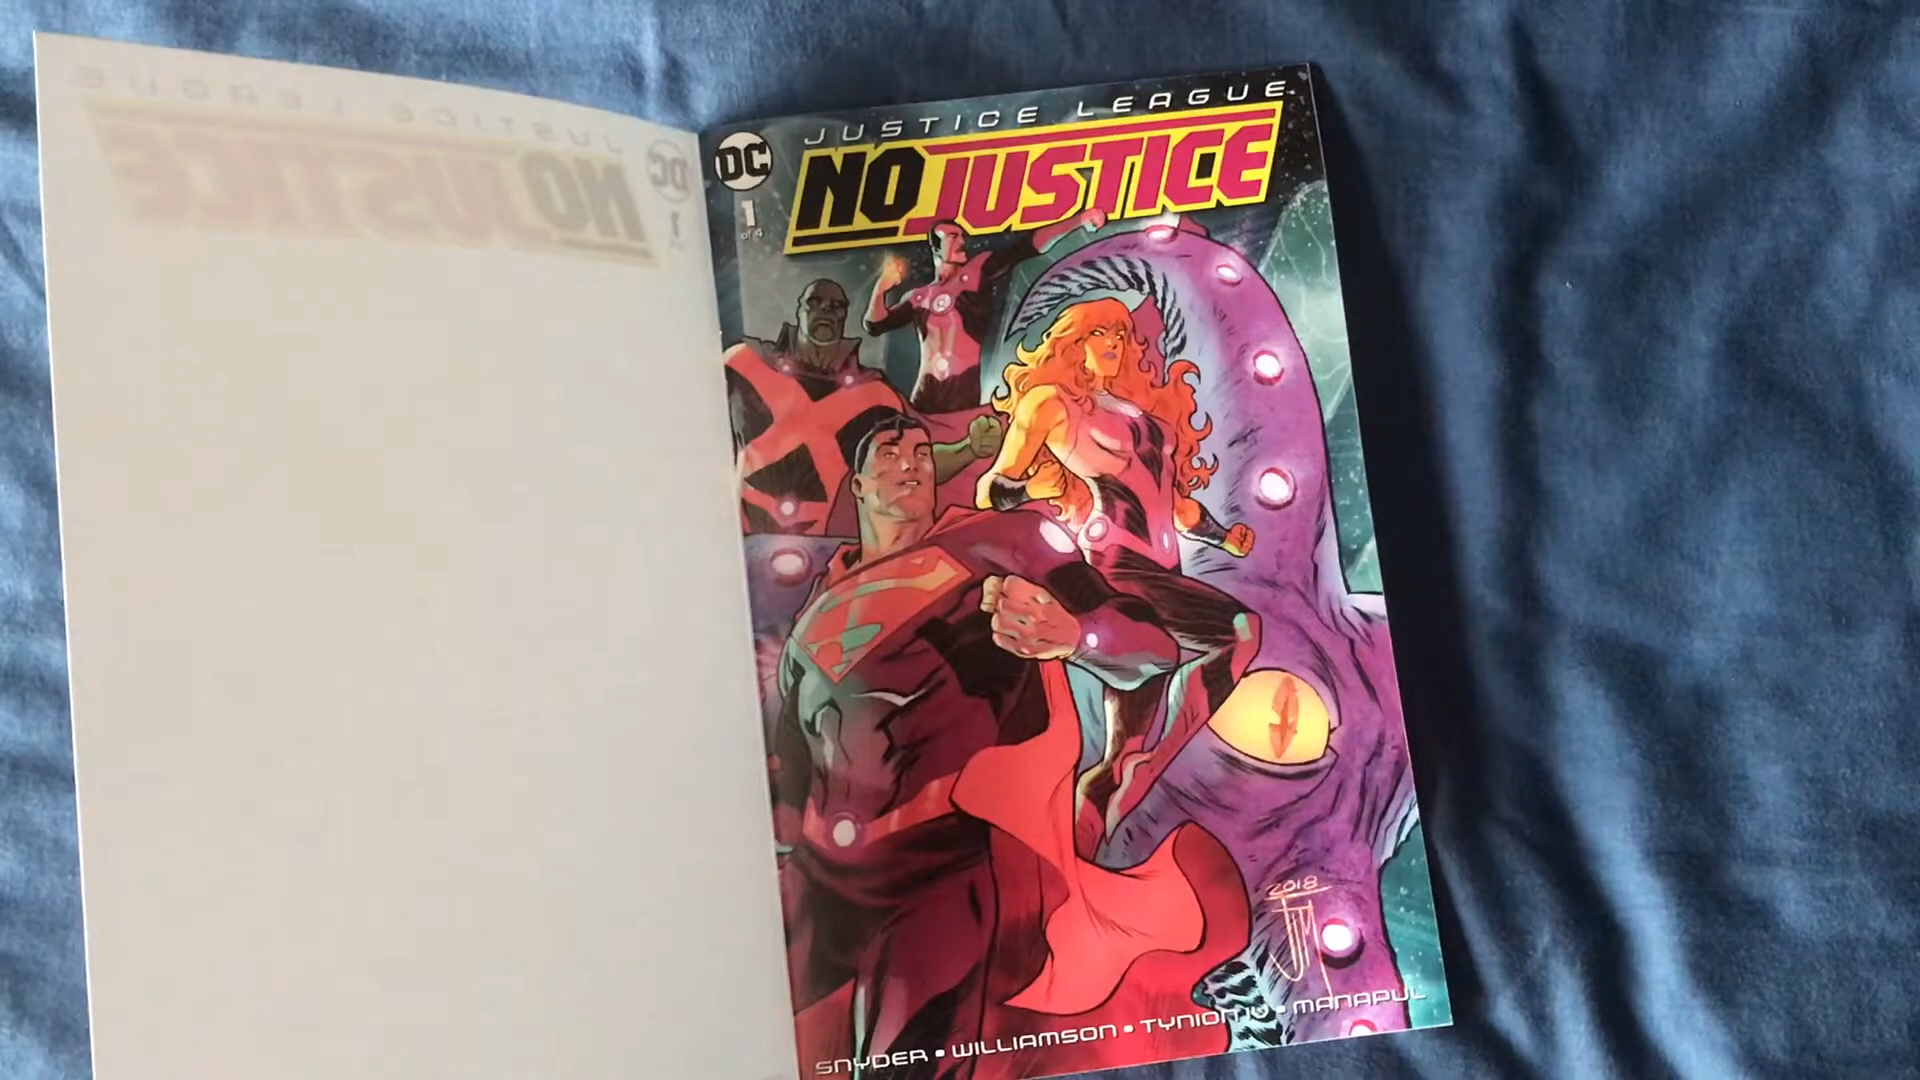 JUSTICE LEAGUE
DC
NO JUSTICE
1
of 4
2018
SNYDER • WILLIAMSON • TYNION IV • MANAPUL